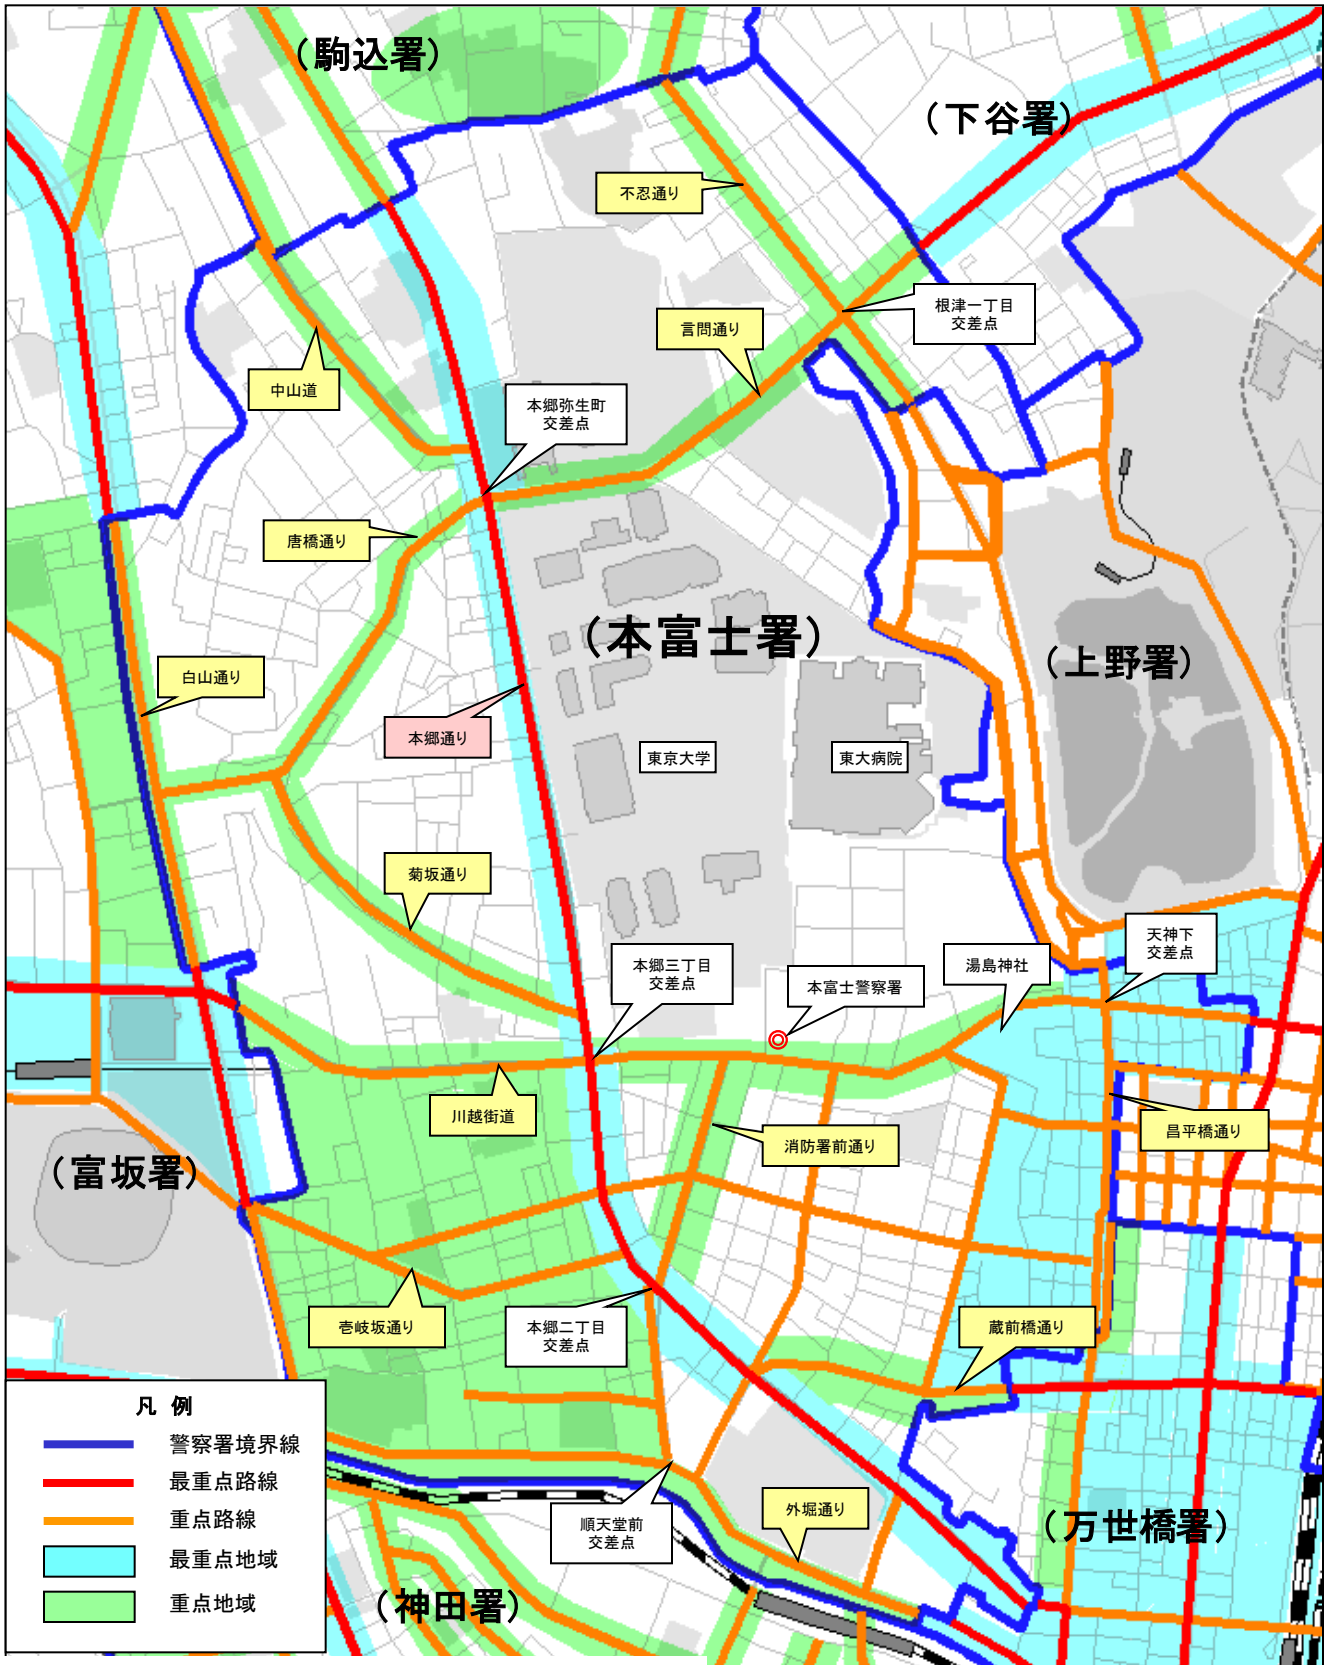 (駒込署)
(下谷署)
不忍通り
根津一丁目
交差点
言問通り
中山道
本郷弥生町
交差点
唐橋通り
(本富士署)
(上野署)
白山通り
本郷通り
東京大学
東大病院
菊坂通り
本郷三丁目
交差点
本富士警察署
湯島神社
天神下
交差点
川越街道
消防署前通り
昌平橋通り
(富坂署)
壱岐坂通り
本郷二丁目
交差点
蔵前橋通り
凡 例
警察署境界線
最重点路線
重点路線
最重点地域
重点地域
順天堂前
交差点
外堀通り
(万世橋署)
(神田署)